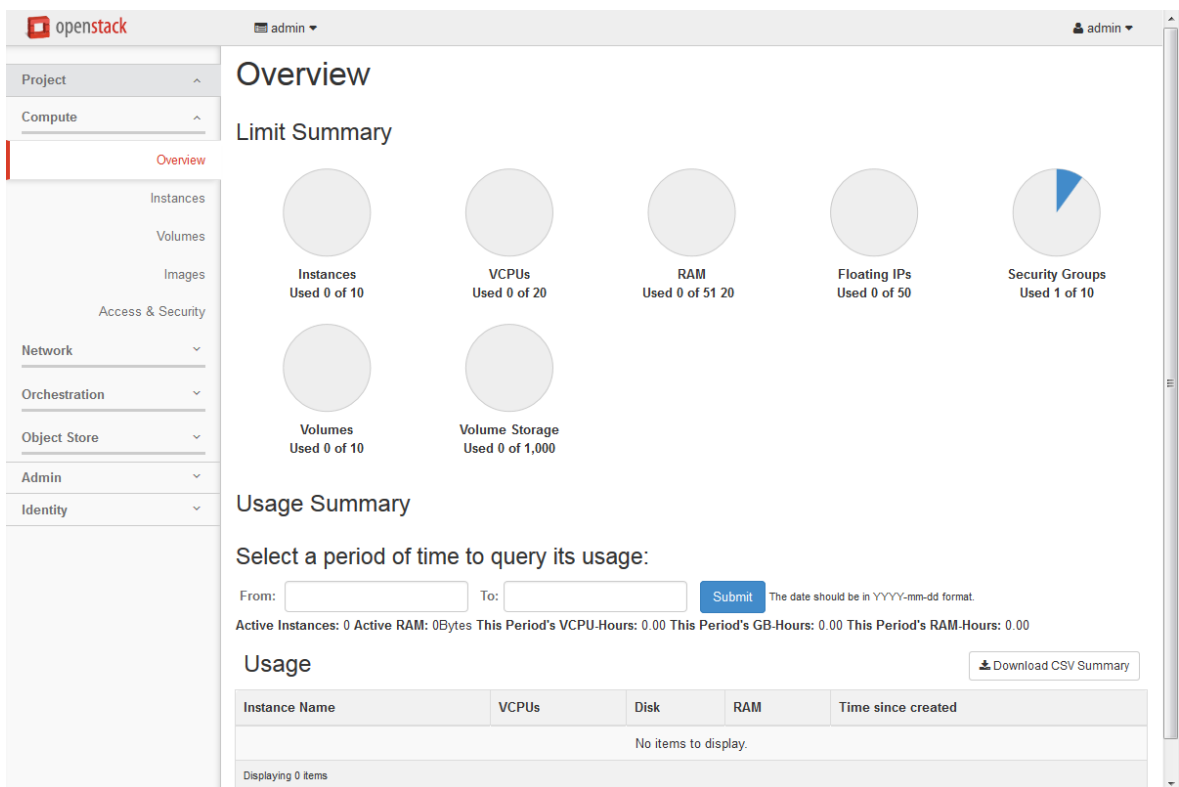 openstack
admin
admin
Project
Compute
Overview
Instances
Volumes
Images
Access & Security
Network
Orchestration
Object Store
Admin
Identity
Overview
Limit Summary
Instances
Used 0 of 10
VCPUs
Used 0 of 20
RAM
Used 0 of 51 20
Floating IPs
Used 0 of 50
Security Groups
Used 1 of 10
Volumes
Used 0 of 10
Volume Storage
Used 0 of 1,000
Usage Summary
Select a period of time to query its usage:
From: To: Submit The date should be in YYYY-mm-dd format.
Active Instances: 0 Active RAM: 0Bytes This Period's VCPU-Hours: 0.00 This Period's GB-Hours: 0.00 This Period's RAM-Hours: 0.00
Usage
Download CSV Summary
Instance Name VCPUs Disk RAM Time since created
No items to display.
Displaying 0 items